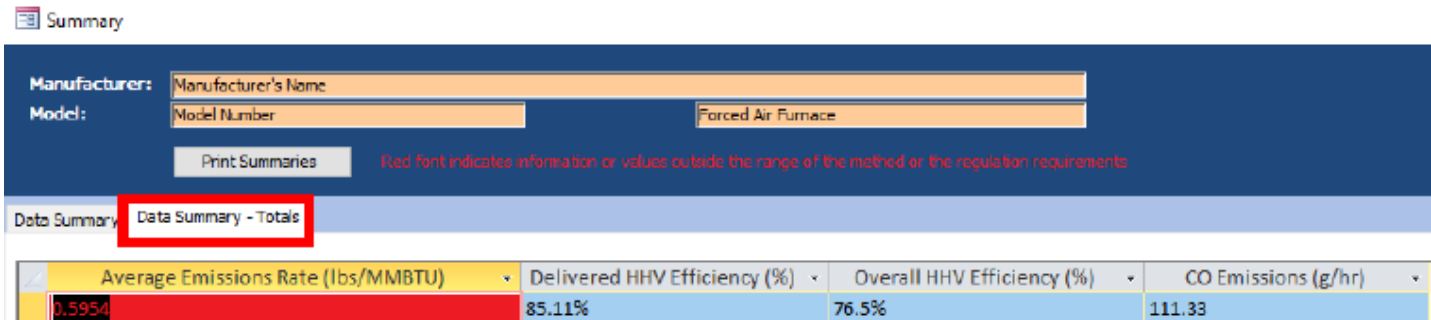 Summary
Manufacturer: Manufacturer's Name
Model: Model Number Forced Air Furnace
Print Summaries Red font indicates information or values outside the range of the method or the regulation requirements
Data Summary Data Summary - Totals
Average Emissions Rate (lbs/MMBTU) Delivered HHV Efficiency (%) Overall HHV Efficiency (%) CO Emissions (g/hr)
0.5954 85.11% 76.5% 111.33